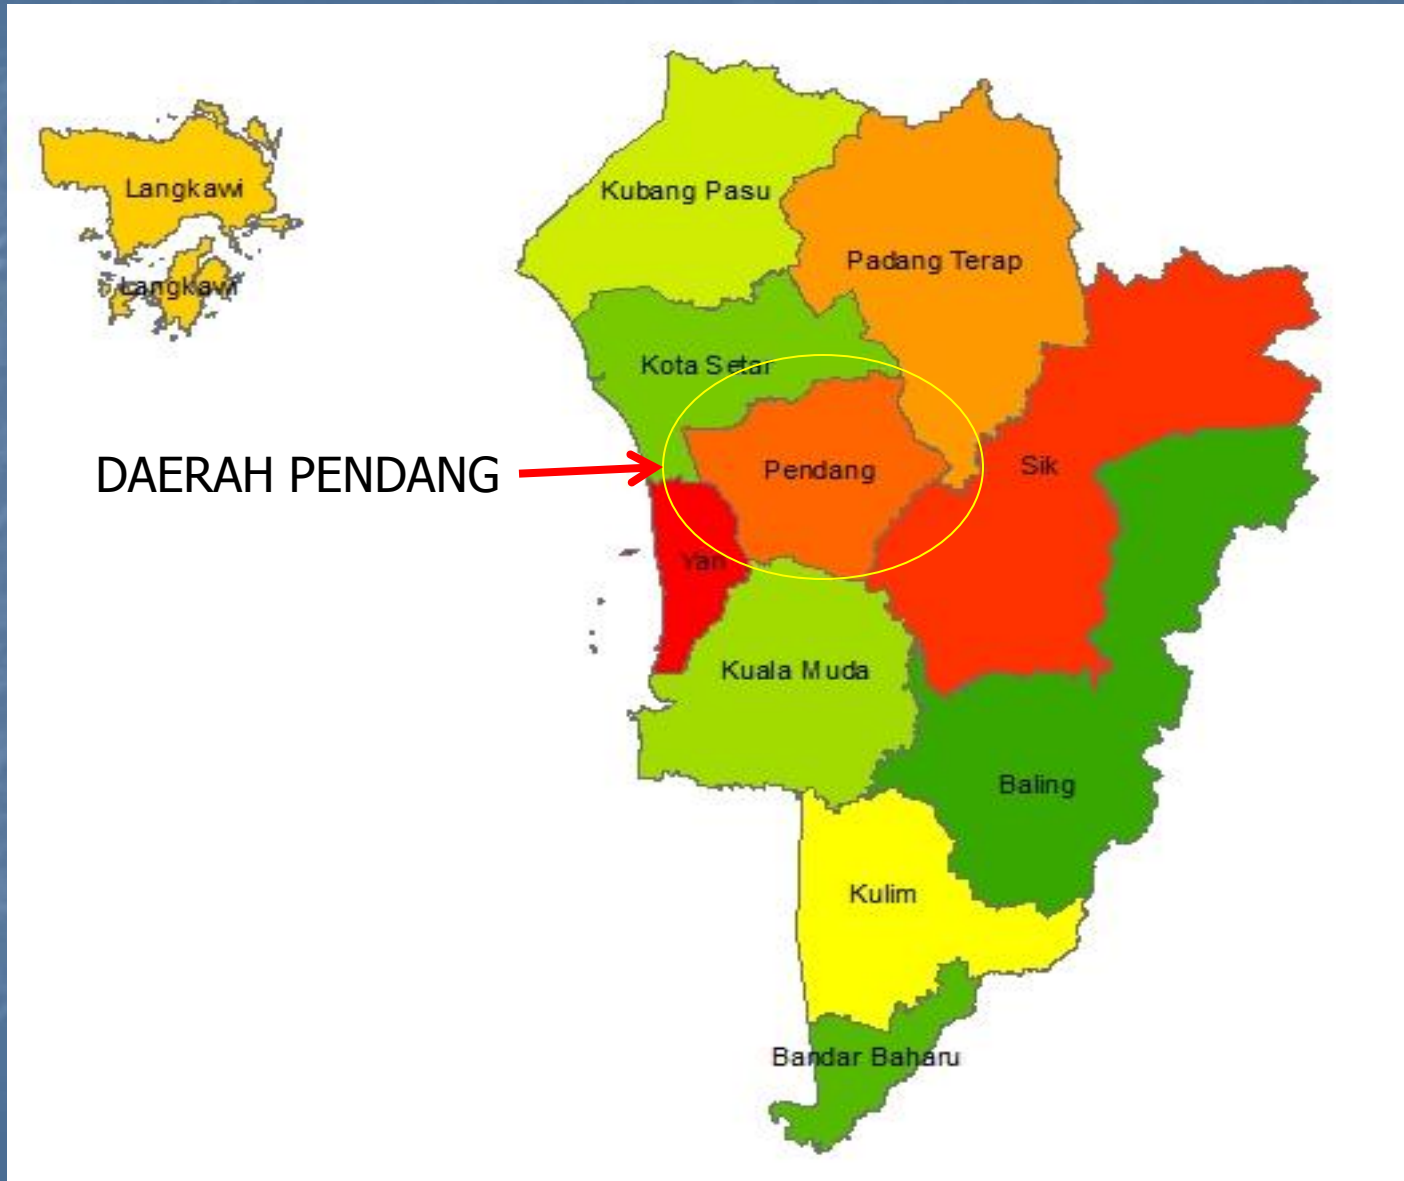 Kubang Pasu
Langkawi
Padang Terap
Langkawi
Kota Setar
DAERAH PENDANG
Pendang
Sik
Yan
Kuala Muda
Baling
Kulim
Bandar Baharu